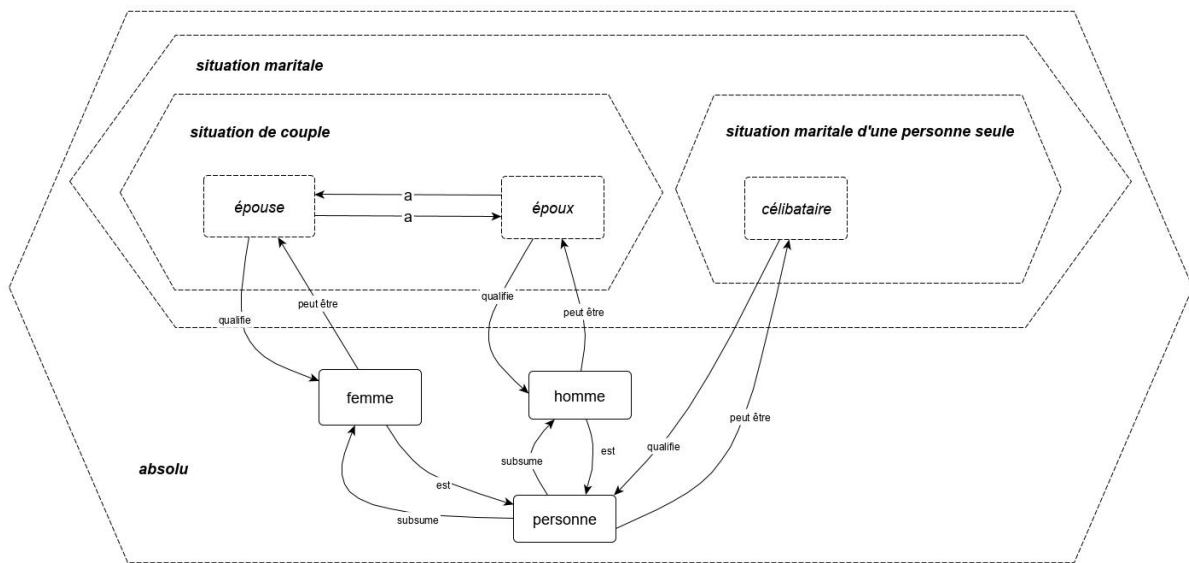 situation maritale
situation de couple
situation maritale d'une personne seule
épouse
a
a
époux
célibataire
qualifie
peut être
qualifie
peut être
femme
homme
peut être
qualifie
absolu
est
subsume
est
subsume
personne